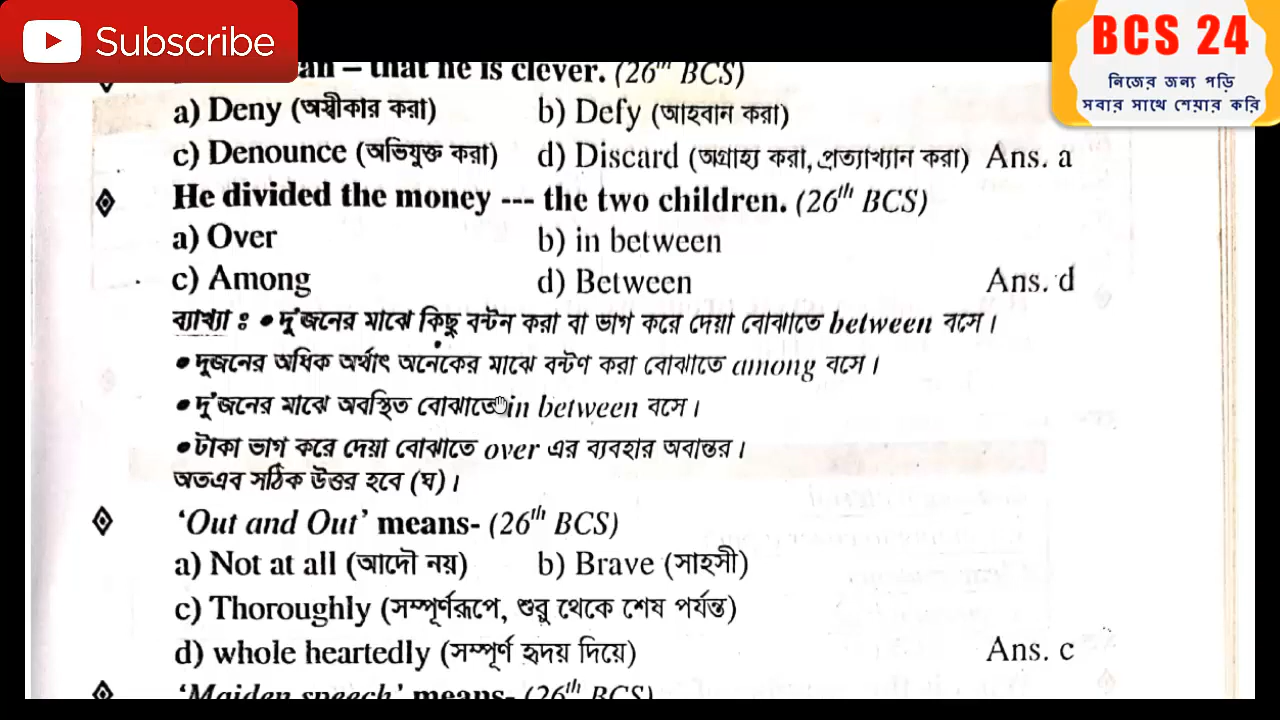 Subscribe
BCS 24
নিজের জন্য পড়ি
সবার সাথে শেয়ার করি
– that he is clever. (26th BCS)
a) Deny (অস্বীকার করা) b) Defy (আহবান করা)
c) Denounce (অভিযুক্ত করা) d) Discard (অগ্রাহ্য করা, প্রত্যাখ্যান করা) Ans. a
He divided the money --- the two children. (26th BCS)
a) Over b) in between
c) Among d) Between Ans. d
ব্যাখ্যা ঃ • দু'জনের মাঝে কিছু বন্টন করা বা ভাগ করে দেয়া বোঝাতে between বসে।
• দুজনের অধিক অর্থাৎ অনেকের মাঝে বন্টণ করা বোঝাতে among বসে।
• দু'জনের মাঝে অবস্থিত বোঝাতে in between বসে।
• টাকা ভাগ করে দেয়া বোঝাতে over এর ব্যবহার অবান্তর।
অতএব সঠিক উত্তর হবে (ঘ)।
‘Out and Out’ means- (26th BCS)
a) Not at all (আদৌ নয়) b) Brave (সাহসী)
c) Thoroughly (সম্পূর্ণরূপে, শুরু থেকে শেষ পর্যন্ত)
d) whole heartedly (সম্পূর্ণ হৃদয় দিয়ে) Ans. c
‘Maiden speech’ means- (26th BCS)